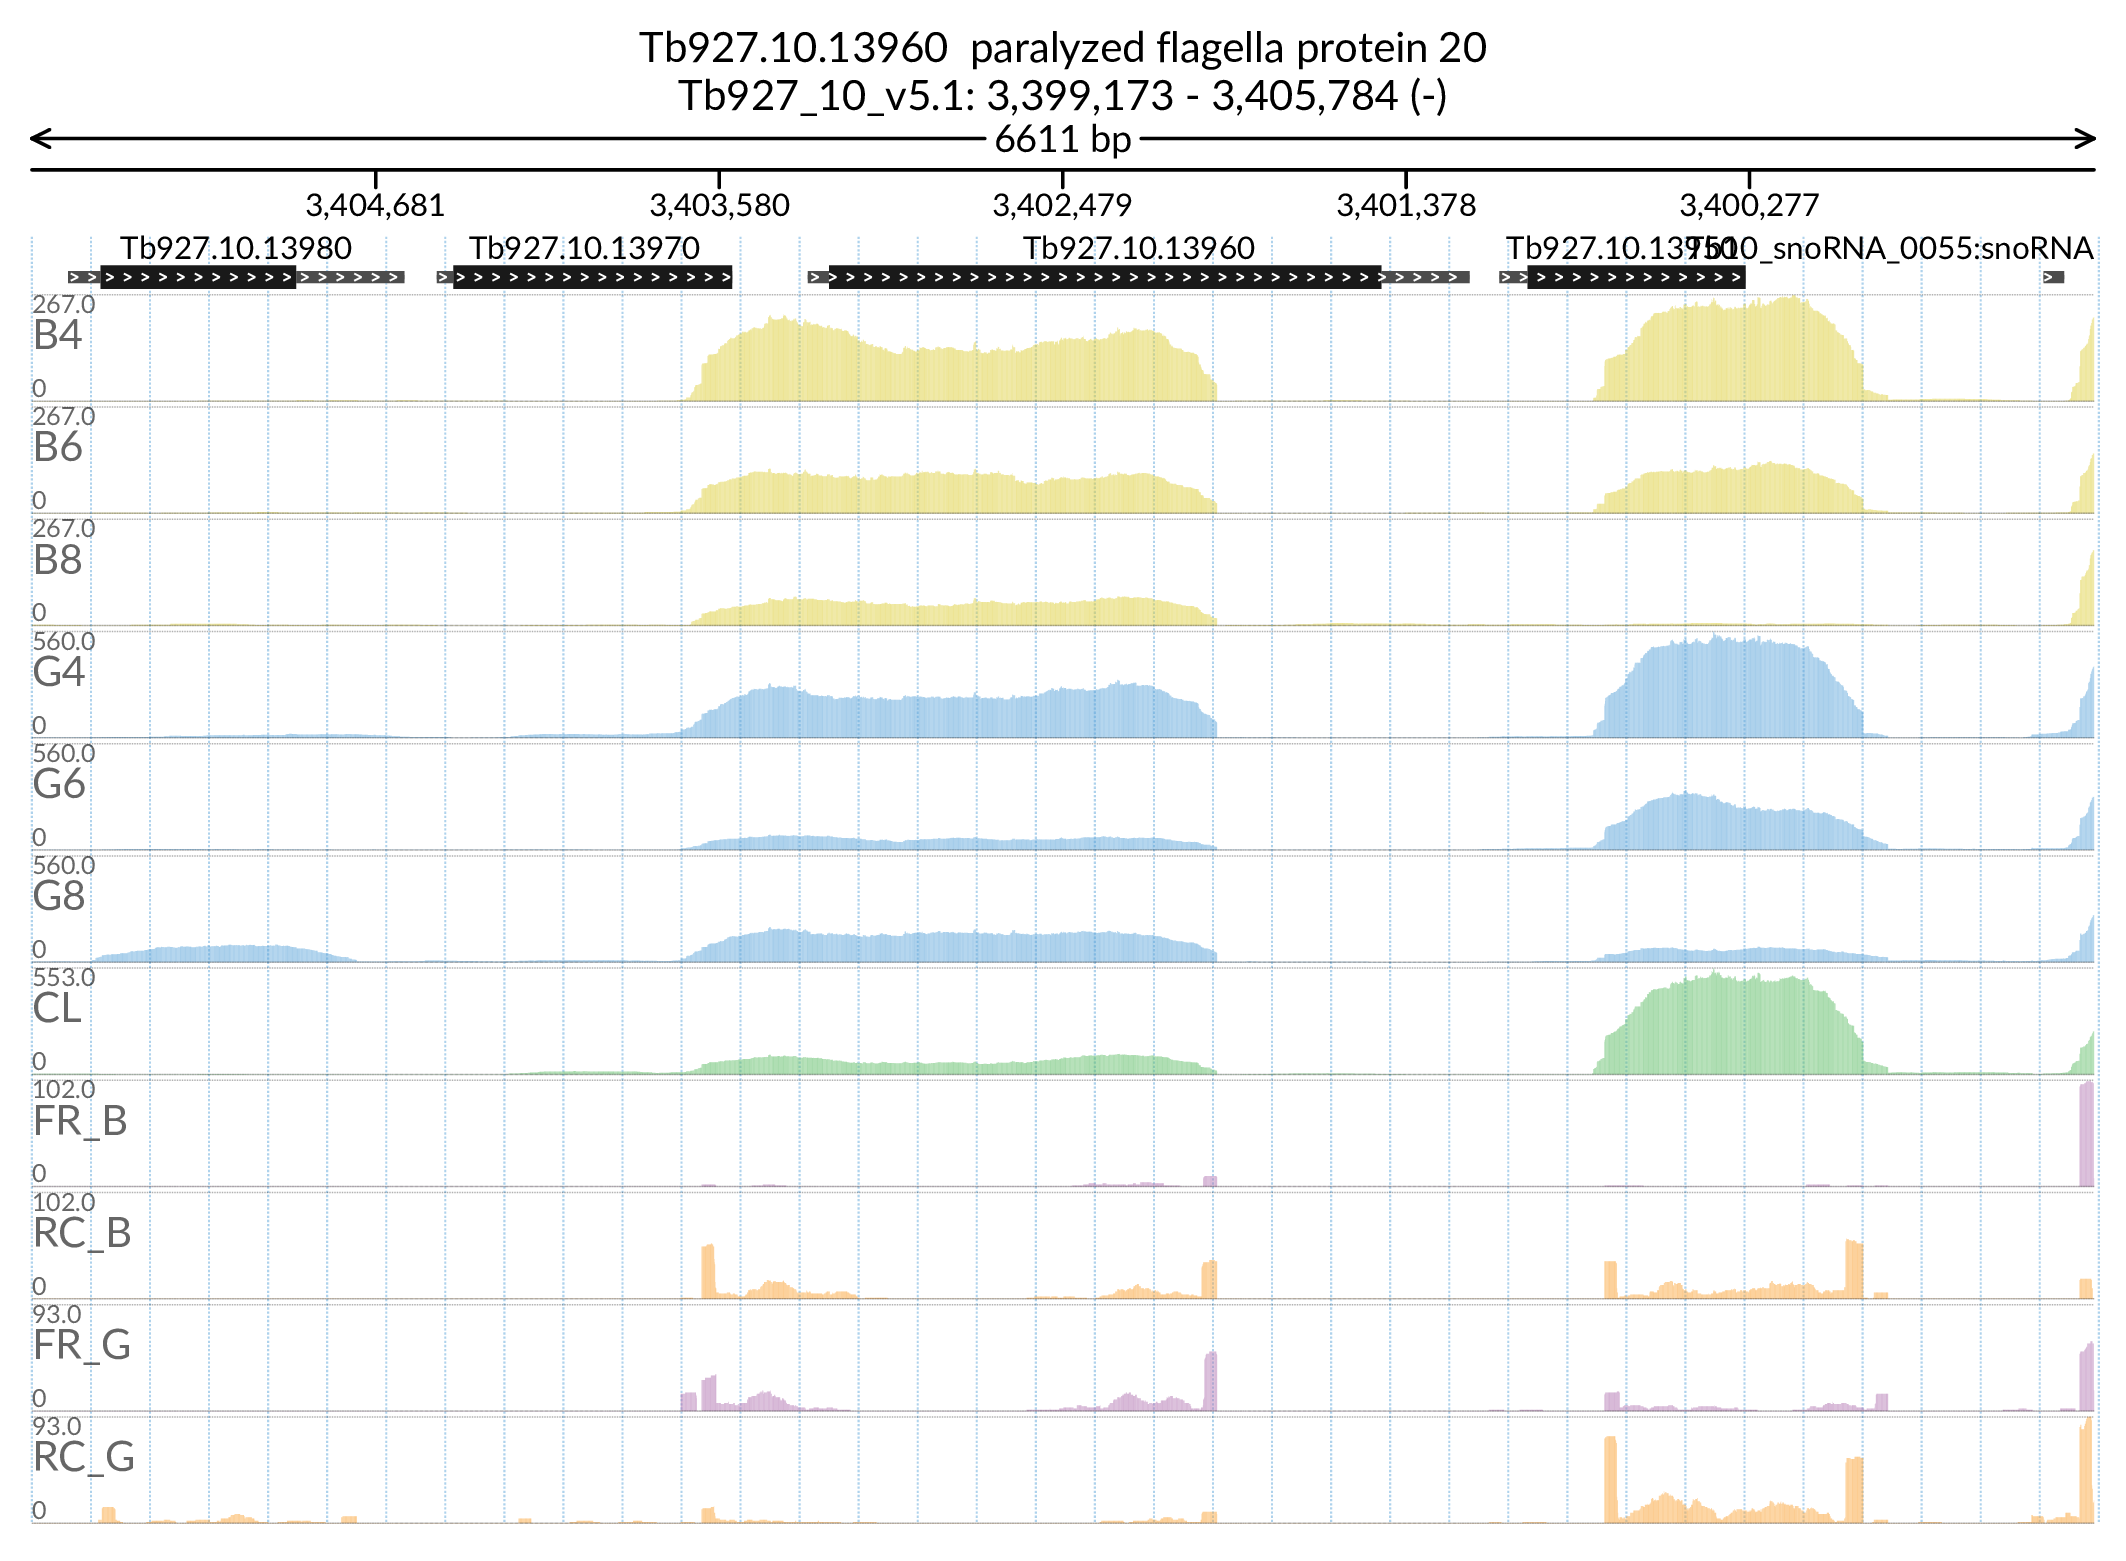 Tb927.10.13960 paralyzed flagella protein 20
Tb927_10_v5.1: 3,399,173 - 3,405,784 (-)
6611 bp
3,404,681 3,403,580 3,402,479 3,401,378 3,400,277
Tb927.10.13980 Tb927.10.13970 Tb927.10.13960 Tb927.10.13950 Tb10_snoRNA_0055:snoRNA
267.0
B4
0
267.0
B6
0
267.0
B8
0
560.0
G4
0
560.0
G6
0
560.0
G8
0
553.0
CL
0
102.0
FR_B
0
102.0
RC_B
0
93.0
FR_G
0
93.0
RC_G
0